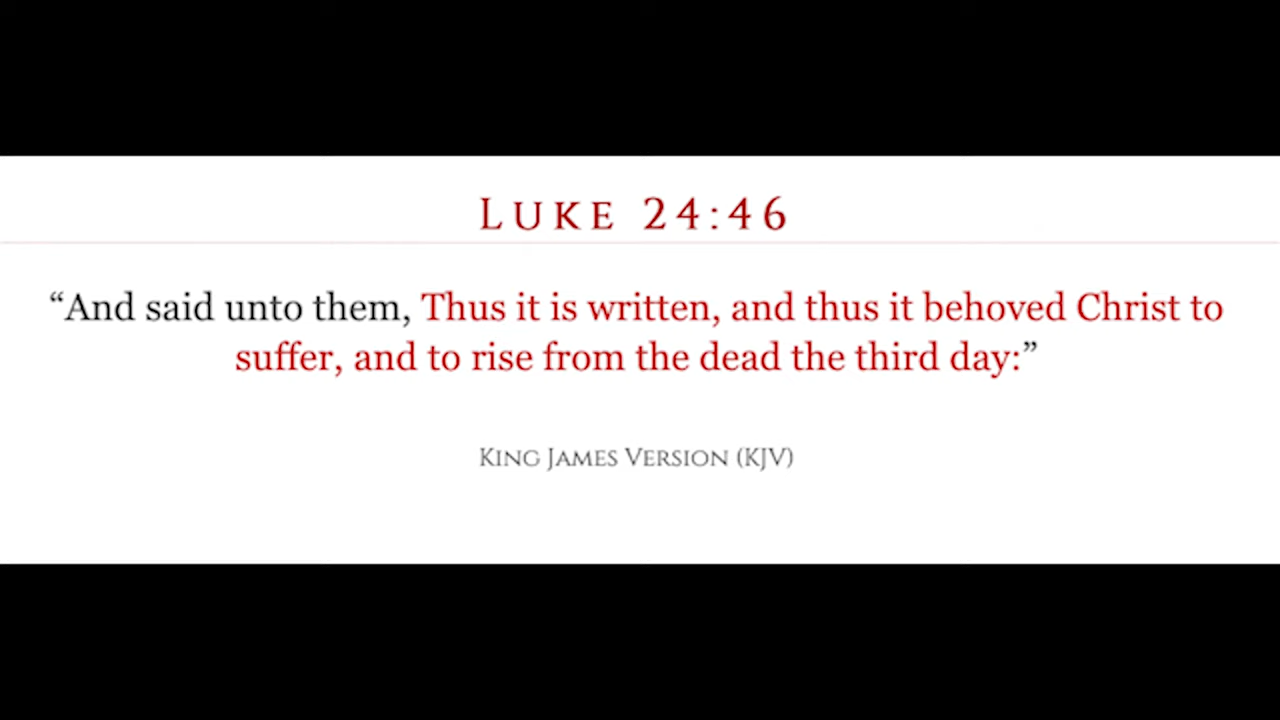 Luke 24:46
“And said unto them, Thus it is written, and thus it behoved Christ to
suffer, and to rise from the dead the third day:”
King James Version (KJV)